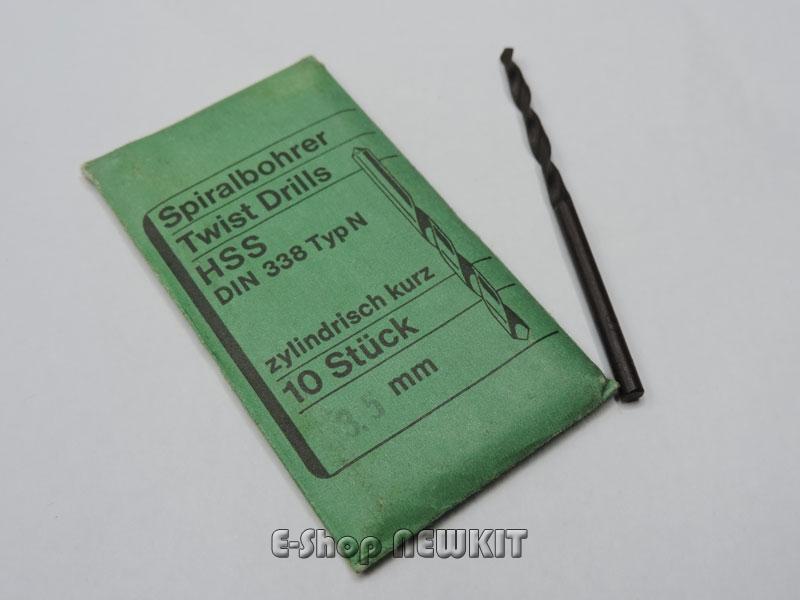 Spiralbohrer
Twist Drills
HSS
DIN 338 Typ N
zylindrisch kurz
10 Stück
3.5 mm
E-Shop NEWKIT